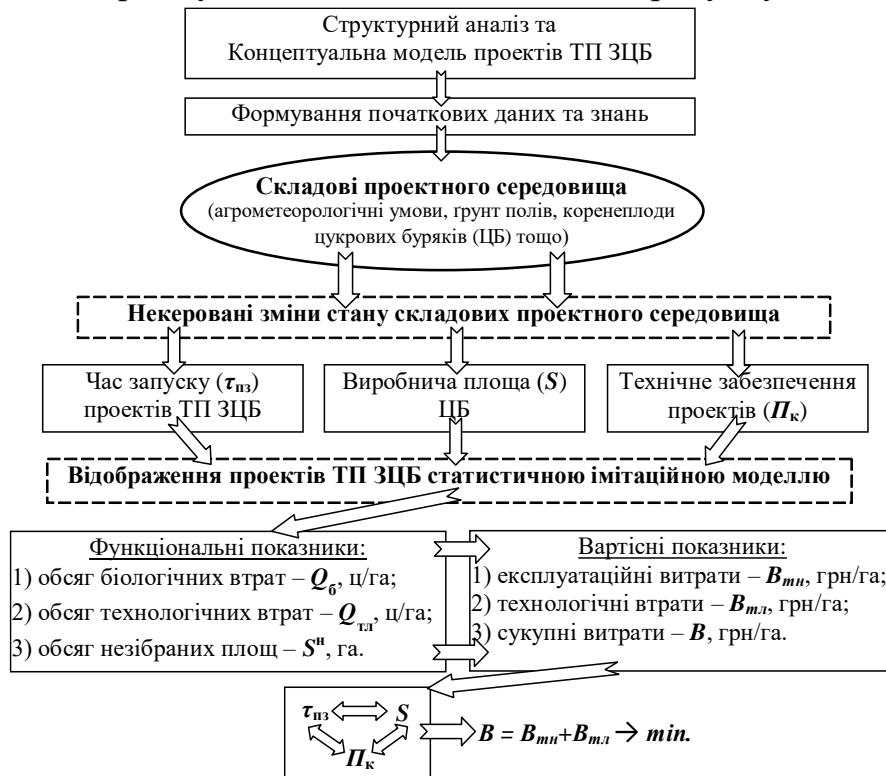 Структурний аналіз та
Концептуальна модель проектів ТП ЗЦБ
Формування початкових даних та знань
Складові проектного середовища
(агрометеорологічні умови, ґрунт полів, коренеплоди
цукрових буряків (ЦБ) тощо)
Некеровані зміни стану складових проектного середовища
Час запуску (τпз)
проектів ТП ЗЦБ
Виробнича площа (S)
ЦБ
Технічне забезпечення
проектів (Пк)
Відображення проектів ТП ЗЦБ статистичною імітаційною моделлю
Функціональні показники:
1) обсяг біологічних втрат – Qб, ц/га;
2) обсяг технологічних втрат – Qтл, ц/га;
3) обсяг незібраних площ – Sн, га.
Вартісні показники:
1) експлуатаційні витрати – Bтн, грн/га;
2) технологічні втрати – Bтл, грн/га;
3) сукупні витрати – B, грн/га.
τпз S
Пк
B = Bтн+Bтл → min.